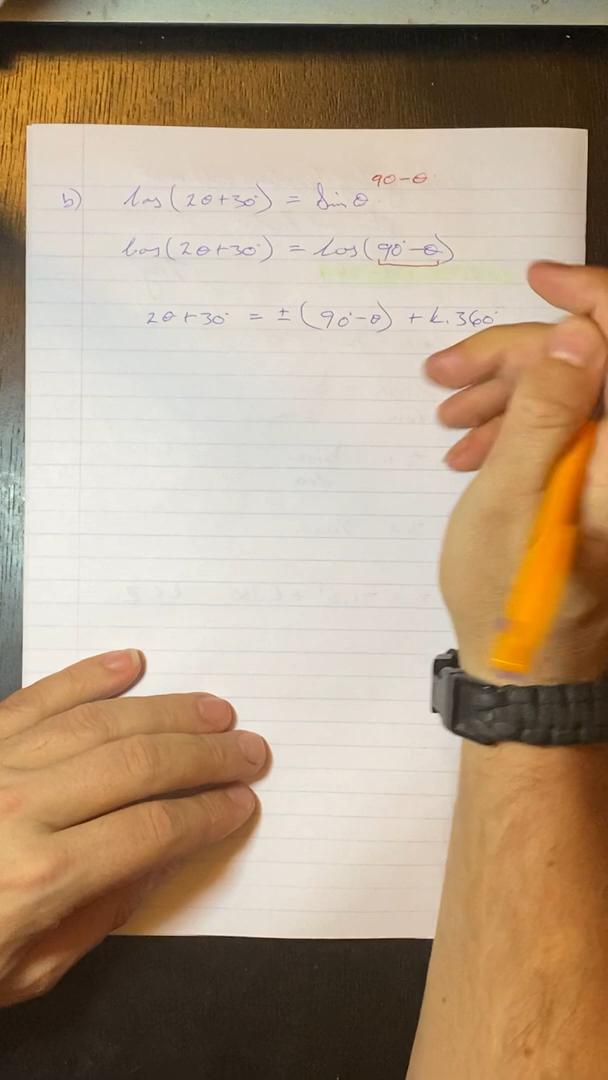 90-θ
b) Cos(2θ+30°) = Sin θ
Cos(2θ+30°) = Cos(90°-θ)
2θ+30° = ±(90°-θ) + k.360°